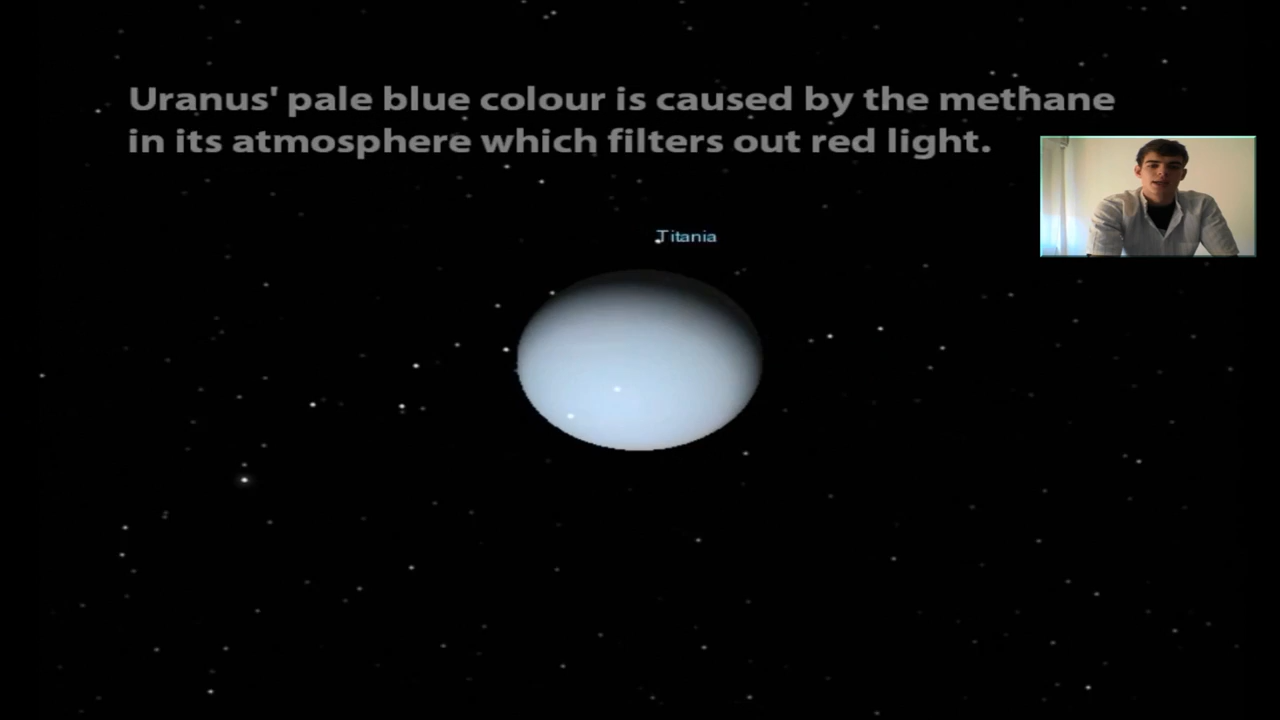 Uranus' pale blue colour is caused by the methane
in its atmosphere which filters out red light.
Titania